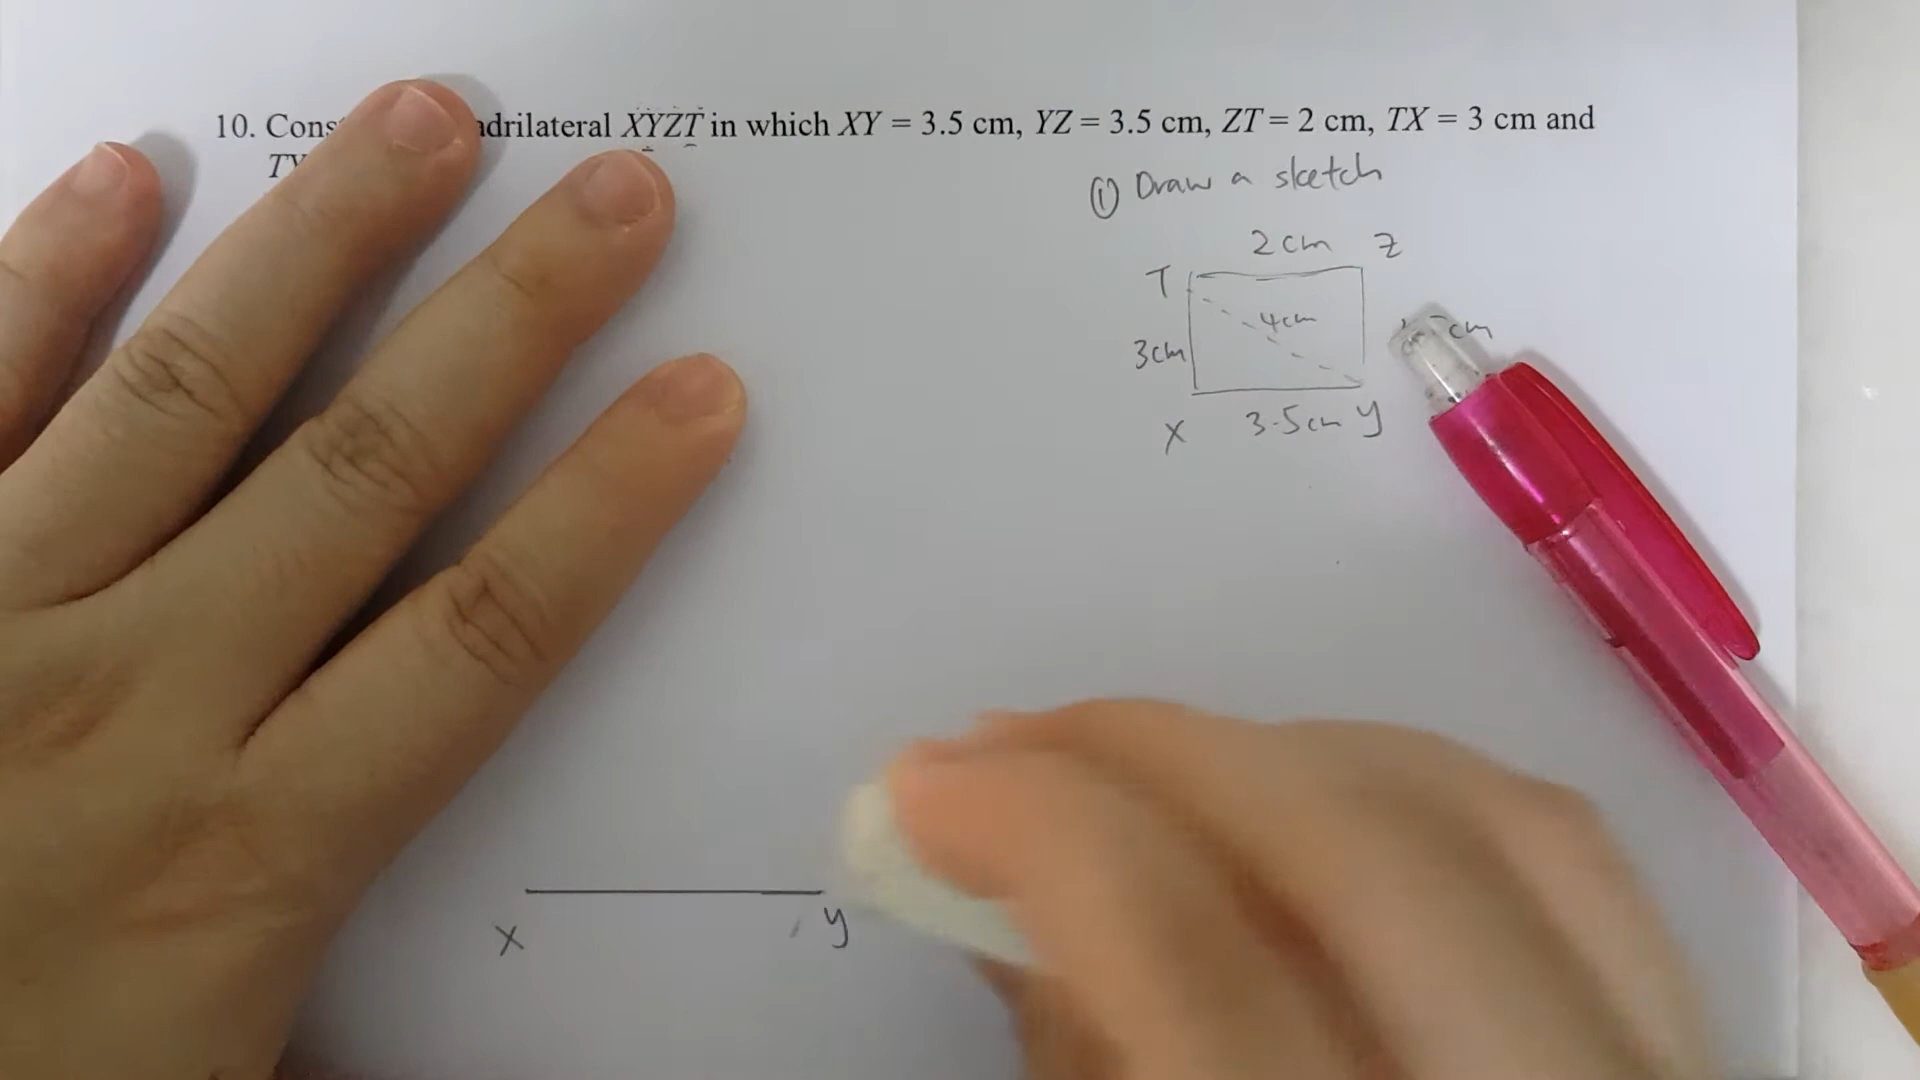 10. Cons adrilateral XYZT in which XY = 3.5 cm, YZ = 3.5 cm, ZT = 2 cm, TX = 3 cm and
TY
① Draw a sketch
2cm Z
T
4cm
3cm cm
X 3.5cm y
X y